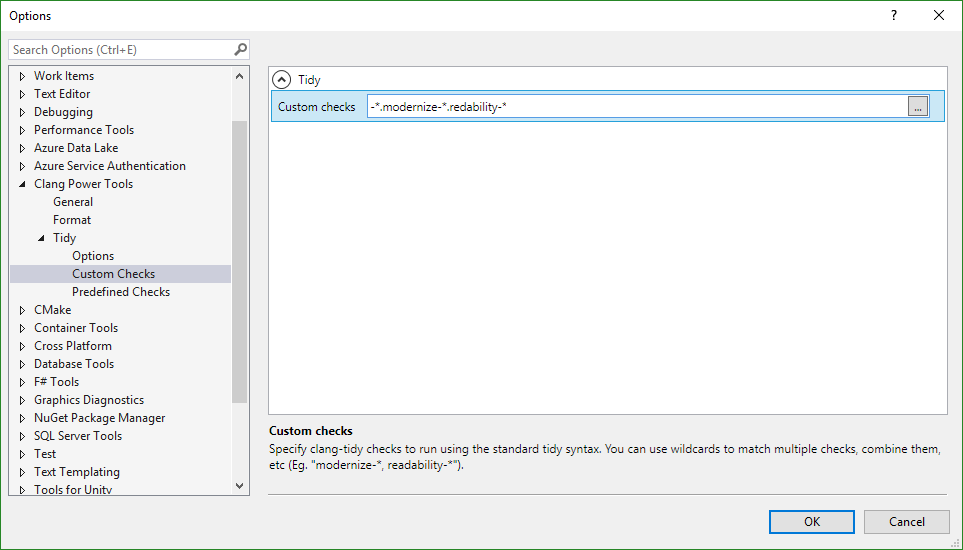 Options
?
Search Options (Ctrl+E)
Work Items
Text Editor
Debugging
Performance Tools
Azure Data Lake
Azure Service Authentication
Clang Power Tools
General
Format
Tidy
Options
Custom Checks
Predefined Checks
CMake
Container Tools
Cross Platform
Database Tools
F# Tools
Graphics Diagnostics
NuGet Package Manager
SQL Server Tools
Test
Text Templating
Tools for Unity
Tidy
Custom checks -*.modernize-*.redability-* ...
Custom checks
Specify clang-tidy checks to run using the standard tidy syntax. You can use wildcards to match multiple checks, combine them,
etc (Eg. "modernize-*, readability-*").
OK Cancel